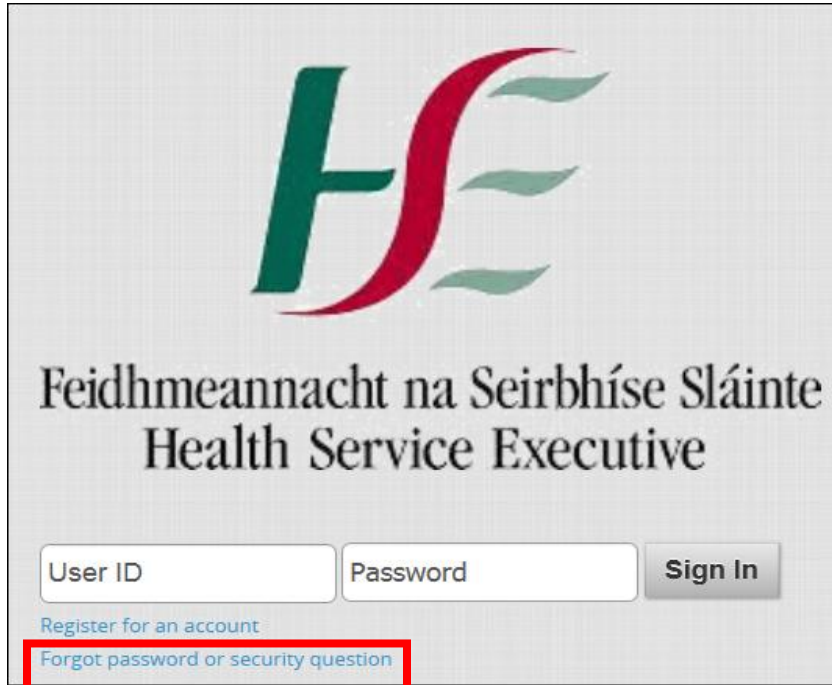 HSE
Feidhmeannacht na Seirbhíse Sláinte
Health Service Executive
User ID Password Sign In
Register for an account
Forgot password or security question